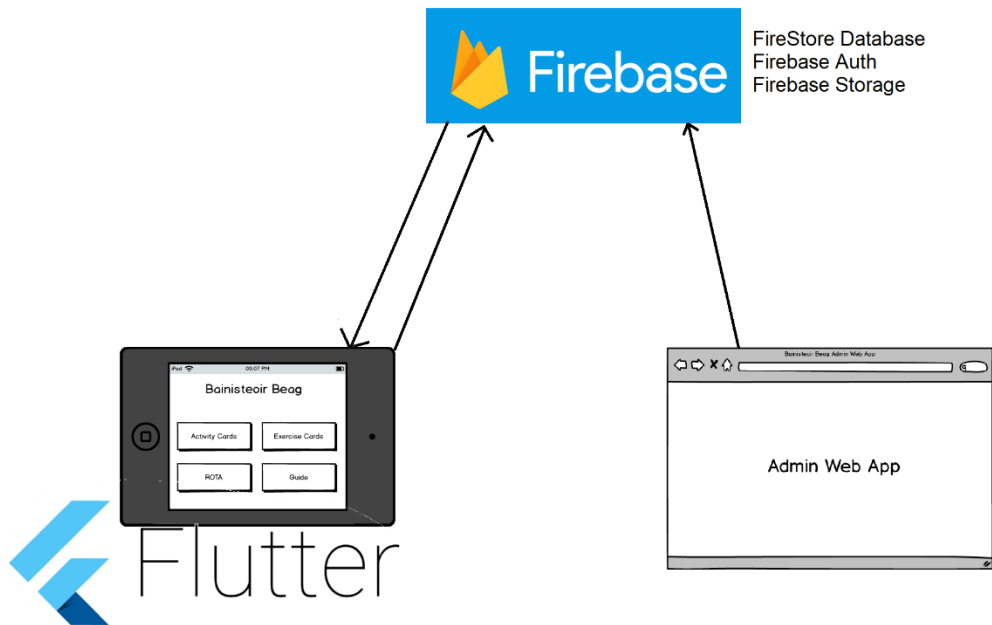 Firebase
FireStore Database
Firebase Auth
Firebase Storage
iPad
03:07 PM
Bainisteoir Beag
Activity Cards
Exercise Cards
ROTA
Guide
Flutter
Bainisteoir Beag Admin Web App
Admin Web App